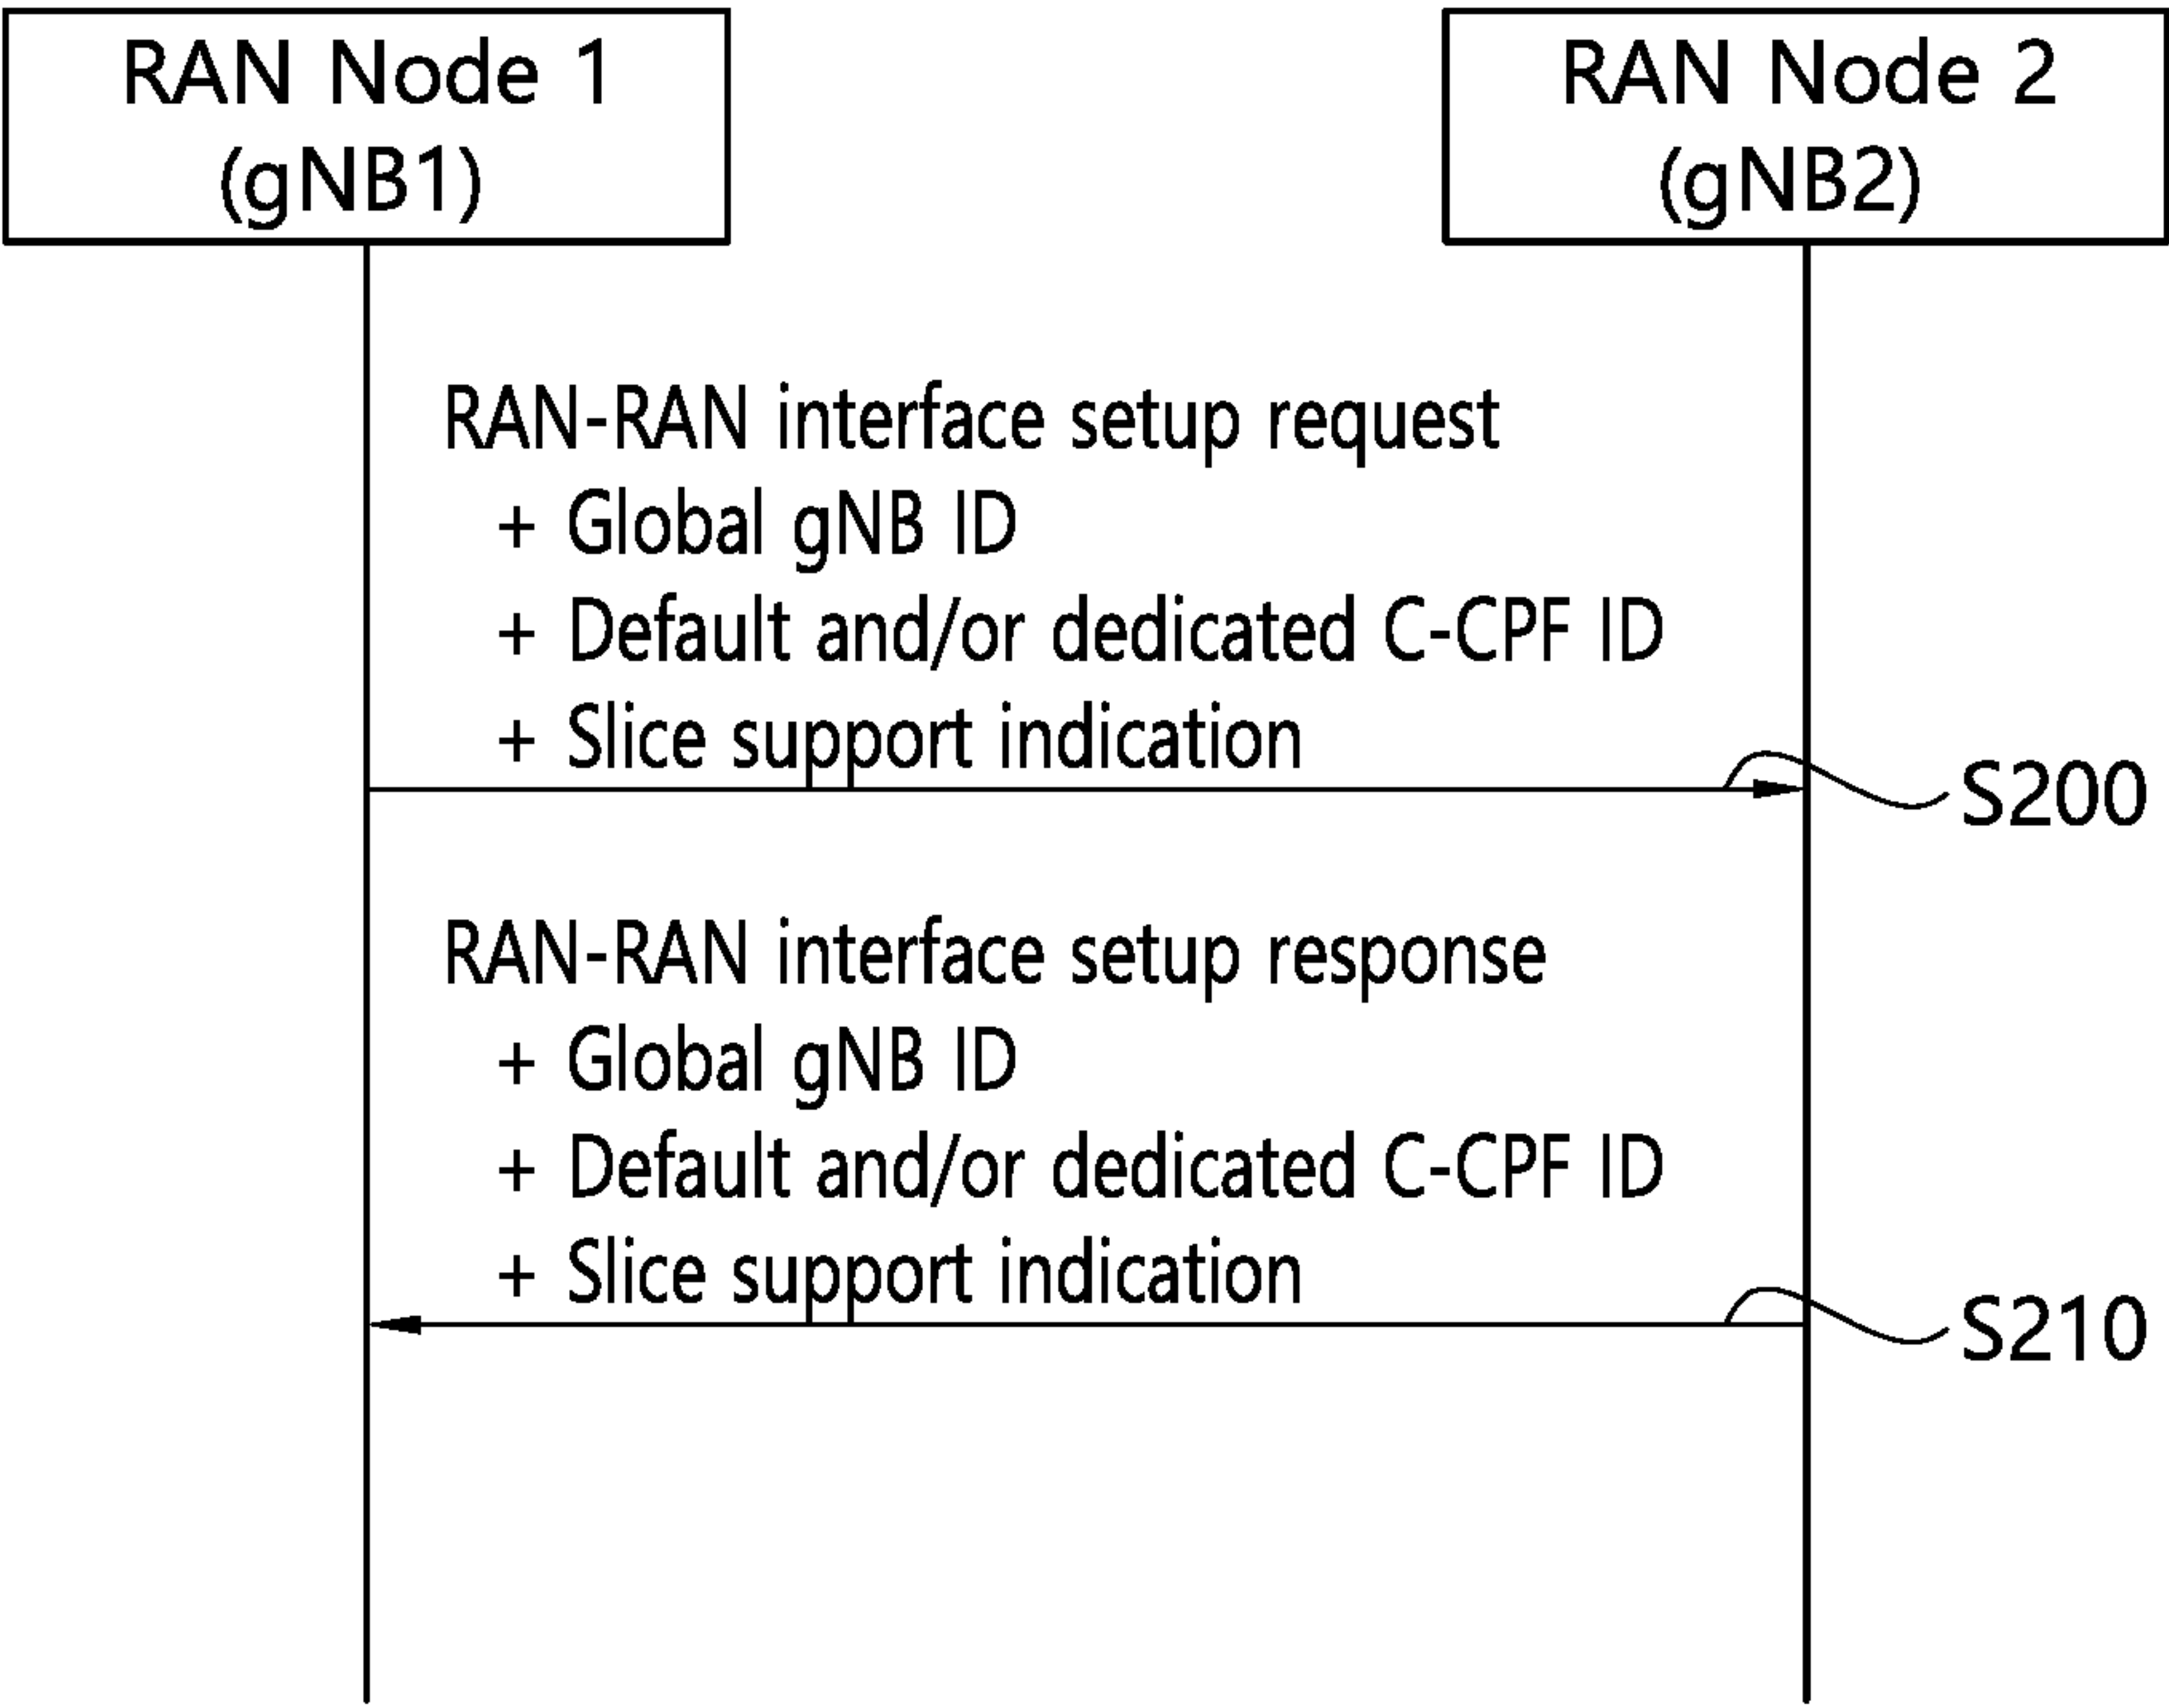 RAN Node 1
(gNB1)
RAN Node 2
(gNB2)
RAN-RAN interface setup request
+ Global gNB ID
+ Default and/or dedicated C-CPF ID
+ Slice support indication
S200
RAN-RAN interface setup response
+ Global gNB ID
+ Default and/or dedicated C-CPF ID
+ Slice support indication
S210